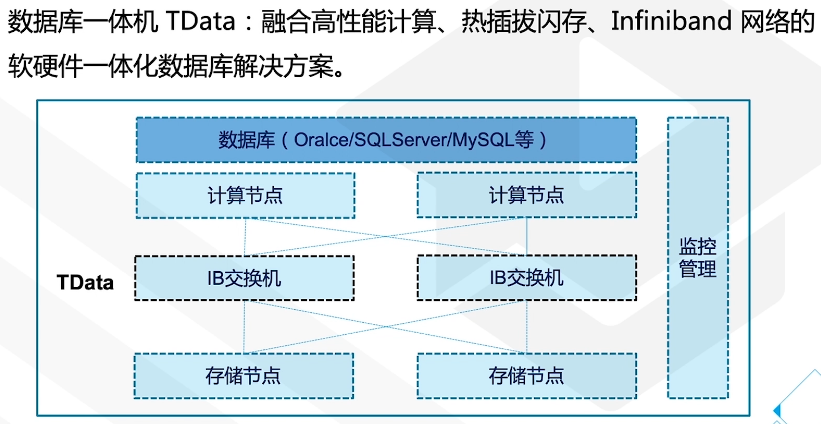 数据库一体机 TData：融合高性能计算、热插拔闪存、Infiniband 网络的
软硬件一体化数据库解决方案。
数据库（Oralce/SQLServer/MySQL等）
计算节点
计算节点
监控
管理
TData
IB交换机
IB交换机
存储节点
存储节点